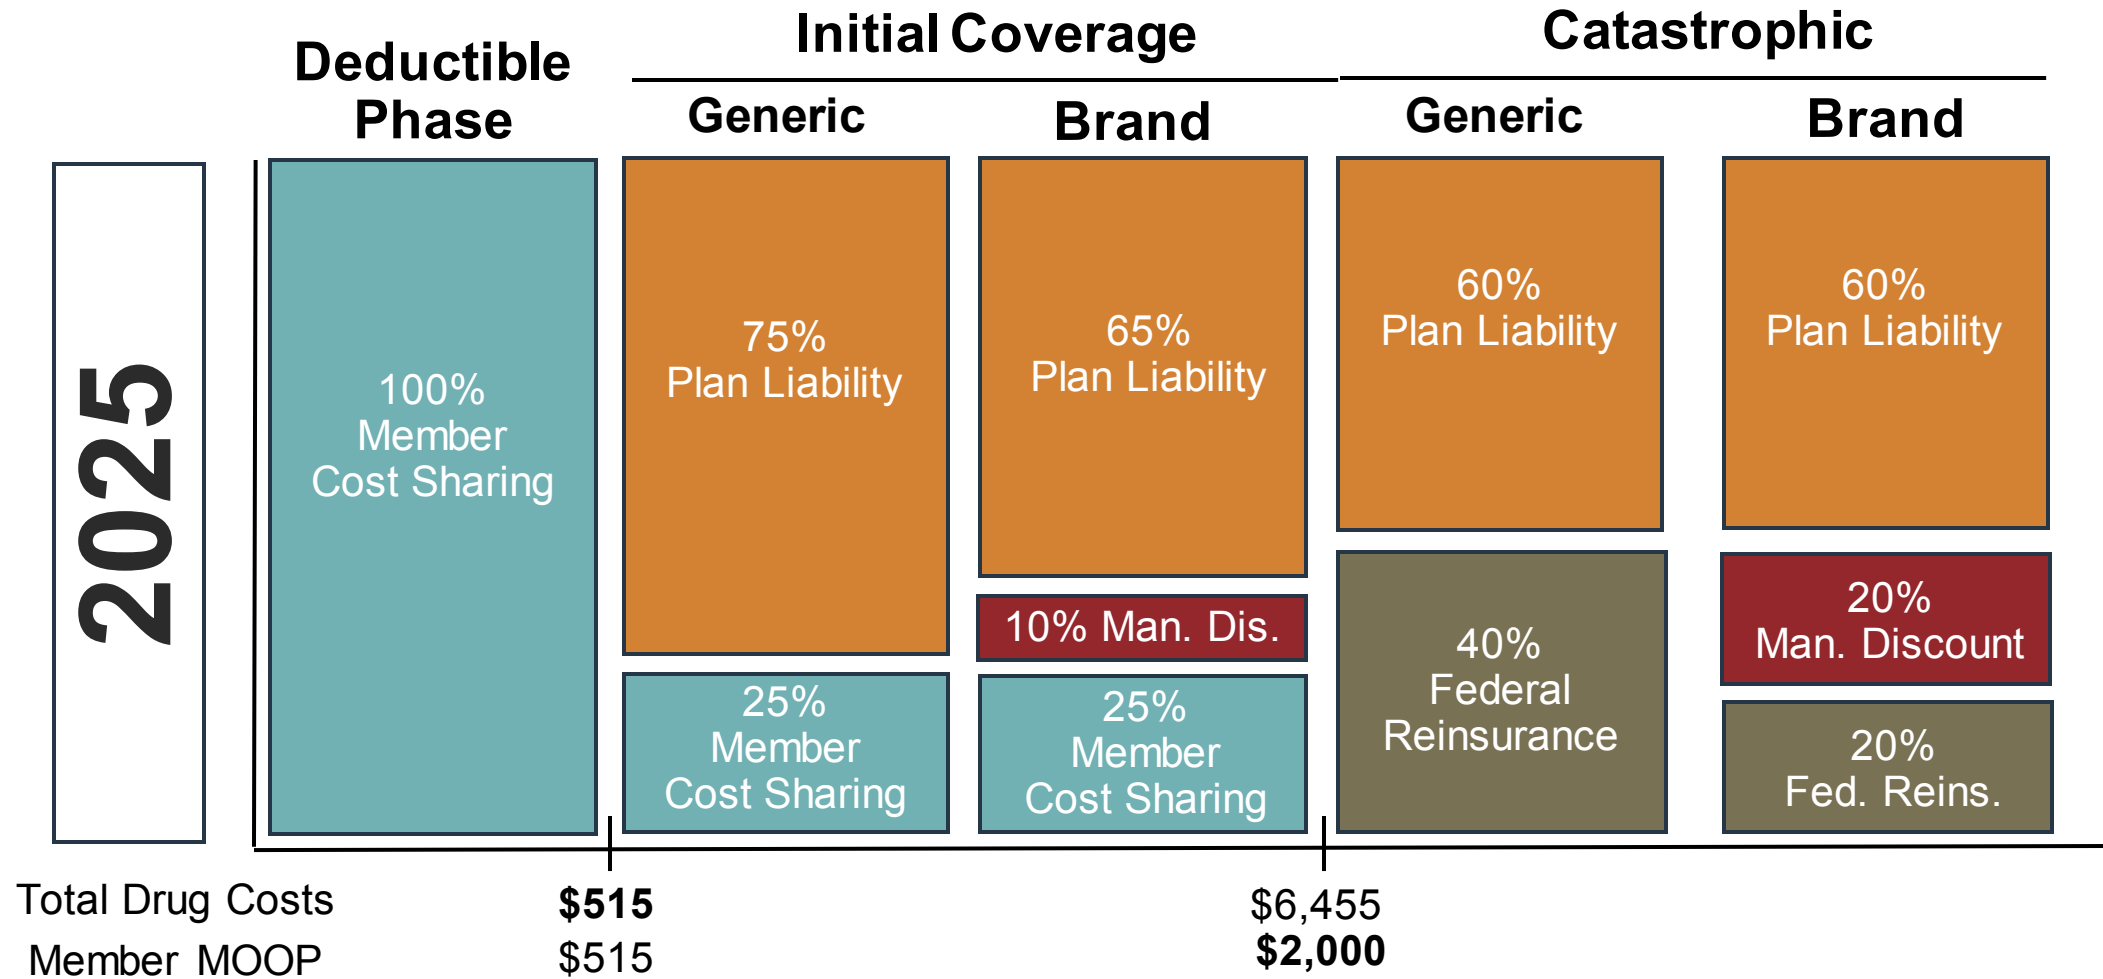 Deductible
Phase
Initial Coverage
Catastrophic
Generic
Brand
Generic
Brand
2025
100%
Member
Cost Sharing
75%
Plan Liability
25%
Member
Cost Sharing
65%
Plan Liability
10% Man. Dis.
25%
Member
Cost Sharing
60%
Plan Liability
40%
Federal
Reinsurance
60%
Plan Liability
20%
Man. Discount
20%
Fed. Reins.
Total Drug Costs $515 $6,455
Member MOOP $515 $2,000